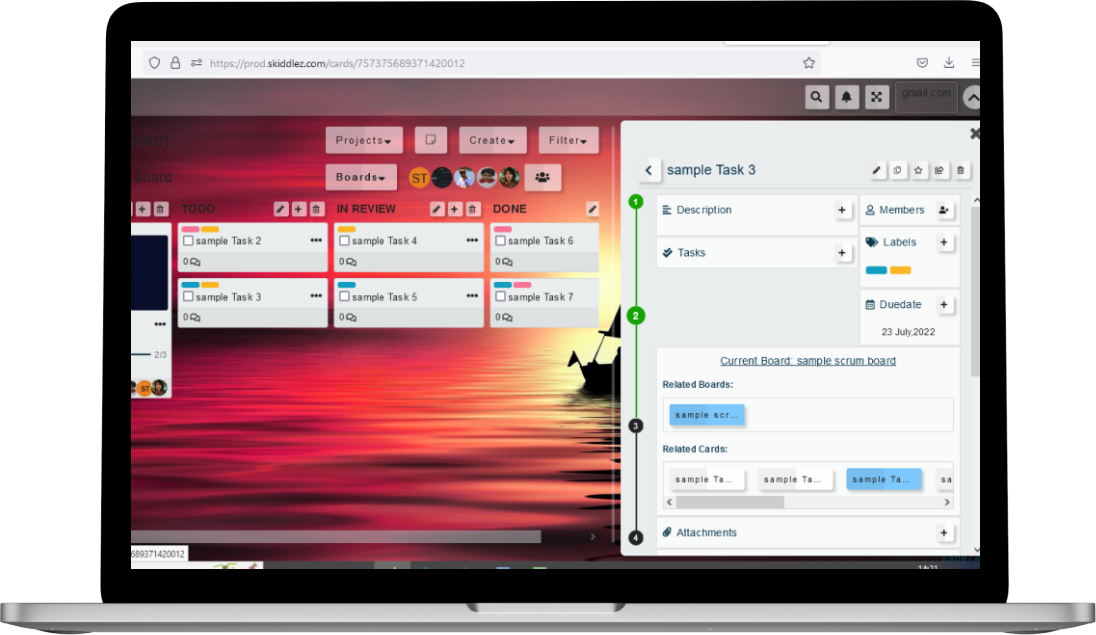 https://prod.skiddlez.com/cards/757375689371420012
gmail.com
Projects
Create
Filter
board
Boards
ST
TODO
IN REVIEW
DONE
sample Task 2
sample Task 4
sample Task 6
0
0
0
sample Task 3
sample Task 5
sample Task 7
0
0
0
2/3
ST
689371420012
sample Task 3
1
Description
Members
Tasks
Labels
2
Duedate
23 July,2022
Current Board: sample scrum board
Related Boards:
sample scr...
3
Related Cards:
sample Ta...
sample Ta...
sample Ta...
sa
4
Attachments